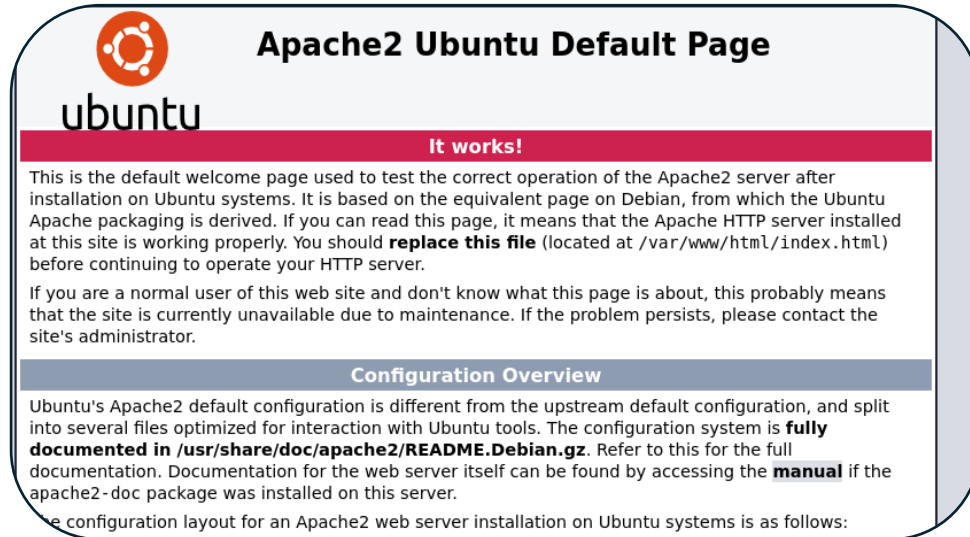 Apache2 Ubuntu Default Page
ubuntu
It works!
This is the default welcome page used to test the correct operation of the Apache2 server after
installation on Ubuntu systems. It is based on the equivalent page on Debian, from which the Ubuntu
Apache packaging is derived. If you can read this page, it means that the Apache HTTP server installed
at this site is working properly. You should replace this file (located at /var/www/html/index.html)
before continuing to operate your HTTP server.
If you are a normal user of this web site and don't know what this page is about, this probably means
that the site is currently unavailable due to maintenance. If the problem persists, please contact the
site's administrator.
Configuration Overview
Ubuntu's Apache2 default configuration is different from the upstream default configuration, and split
into several files optimized for interaction with Ubuntu tools. The configuration system is fully
documented in /usr/share/doc/apache2/README.Debian.gz. Refer to this for the full
documentation. Documentation for the web server itself can be found by accessing the manual if the
apache2-doc package was installed on this server.
configuration layout for an Apache2 web server installation on Ubuntu systems is as follows: